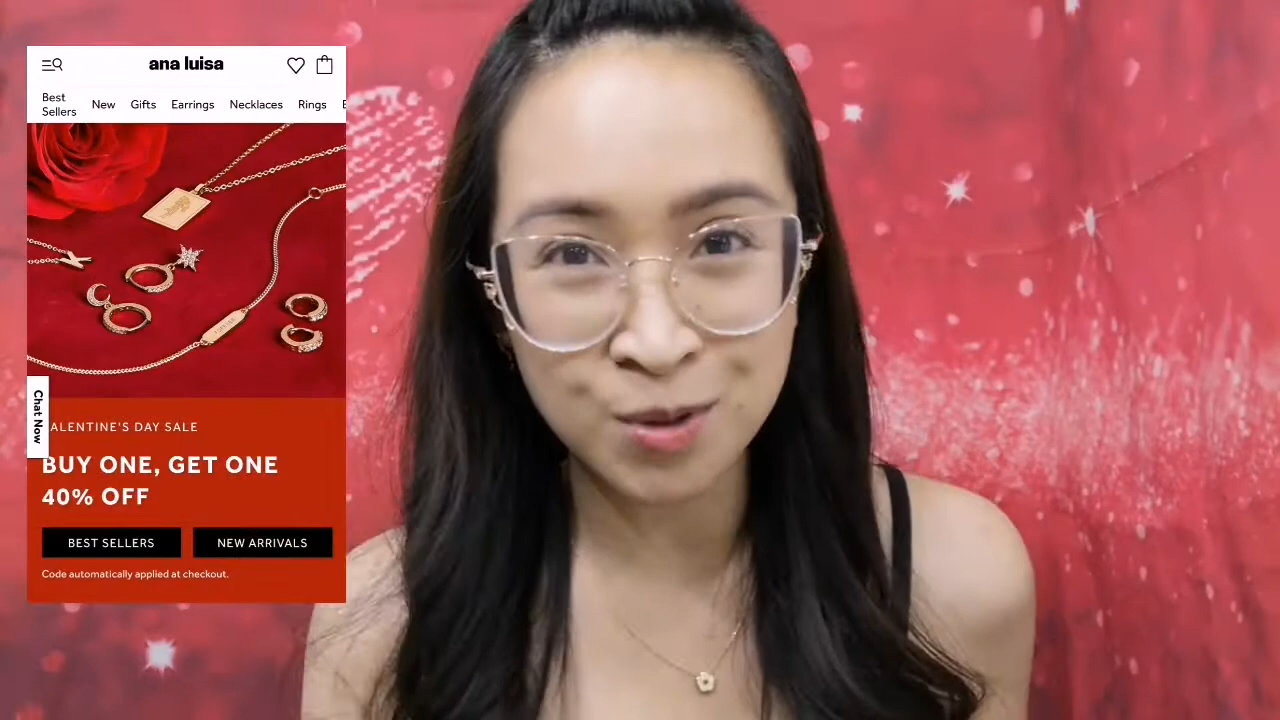 ana luisa
Best
Sellers
New
Gifts
Earrings
Necklaces
Rings
Chat Now
ALENTINE'S DAY SALE
BUY ONE, GET ONE
40% OFF
BEST SELLERS
NEW ARRIVALS
Code automatically applied at checkout.